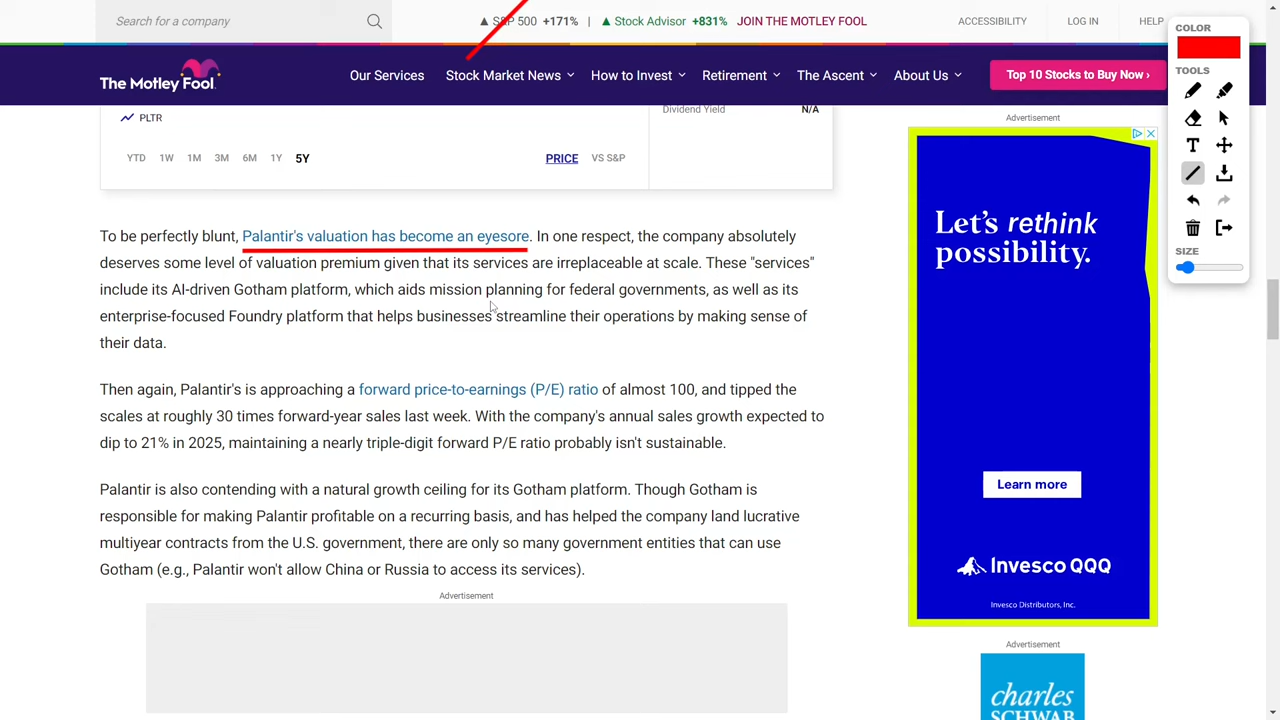 Search for a company
▲ S&P 500 +171% | ▲ Stock Advisor +831% JOIN THE MOTLEY FOOL
ACCESSIBILITY LOG IN HELP
The Motley Fool.
Our Services Stock Market News How to Invest Retirement The Ascent About Us
Top 10 Stocks to Buy Now ›
COLOR
TOOLS
T
SIZE
PLTR
Dividend Yield N/A
YTD 1W 1M 3M 6M 1Y 5Y PRICE VS S&P
To be perfectly blunt, Palantir's valuation has become an eyesore. In one respect, the company absolutely
deserves some level of valuation premium given that its services are irreplaceable at scale. These "services"
include its AI-driven Gotham platform, which aids mission planning for federal governments, as well as its
enterprise-focused Foundry platform that helps businesses streamline their operations by making sense of
their data.
Then again, Palantir's is approaching a forward price-to-earnings (P/E) ratio of almost 100, and tipped the
scales at roughly 30 times forward-year sales last week. With the company's annual sales growth expected to
dip to 21% in 2025, maintaining a nearly triple-digit forward P/E ratio probably isn't sustainable.
Palantir is also contending with a natural growth ceiling for its Gotham platform. Though Gotham is
responsible for making Palantir profitable on a recurring basis, and has helped the company land lucrative
multiyear contracts from the U.S. government, there are only so many government entities that can use
Gotham (e.g., Palantir won't allow China or Russia to access its services).
Advertisement
Advertisement
Let's rethink
possibility.
Learn more
Invesco QQQ
Invesco Distributors, Inc.
Advertisement
charles
SCHWAB